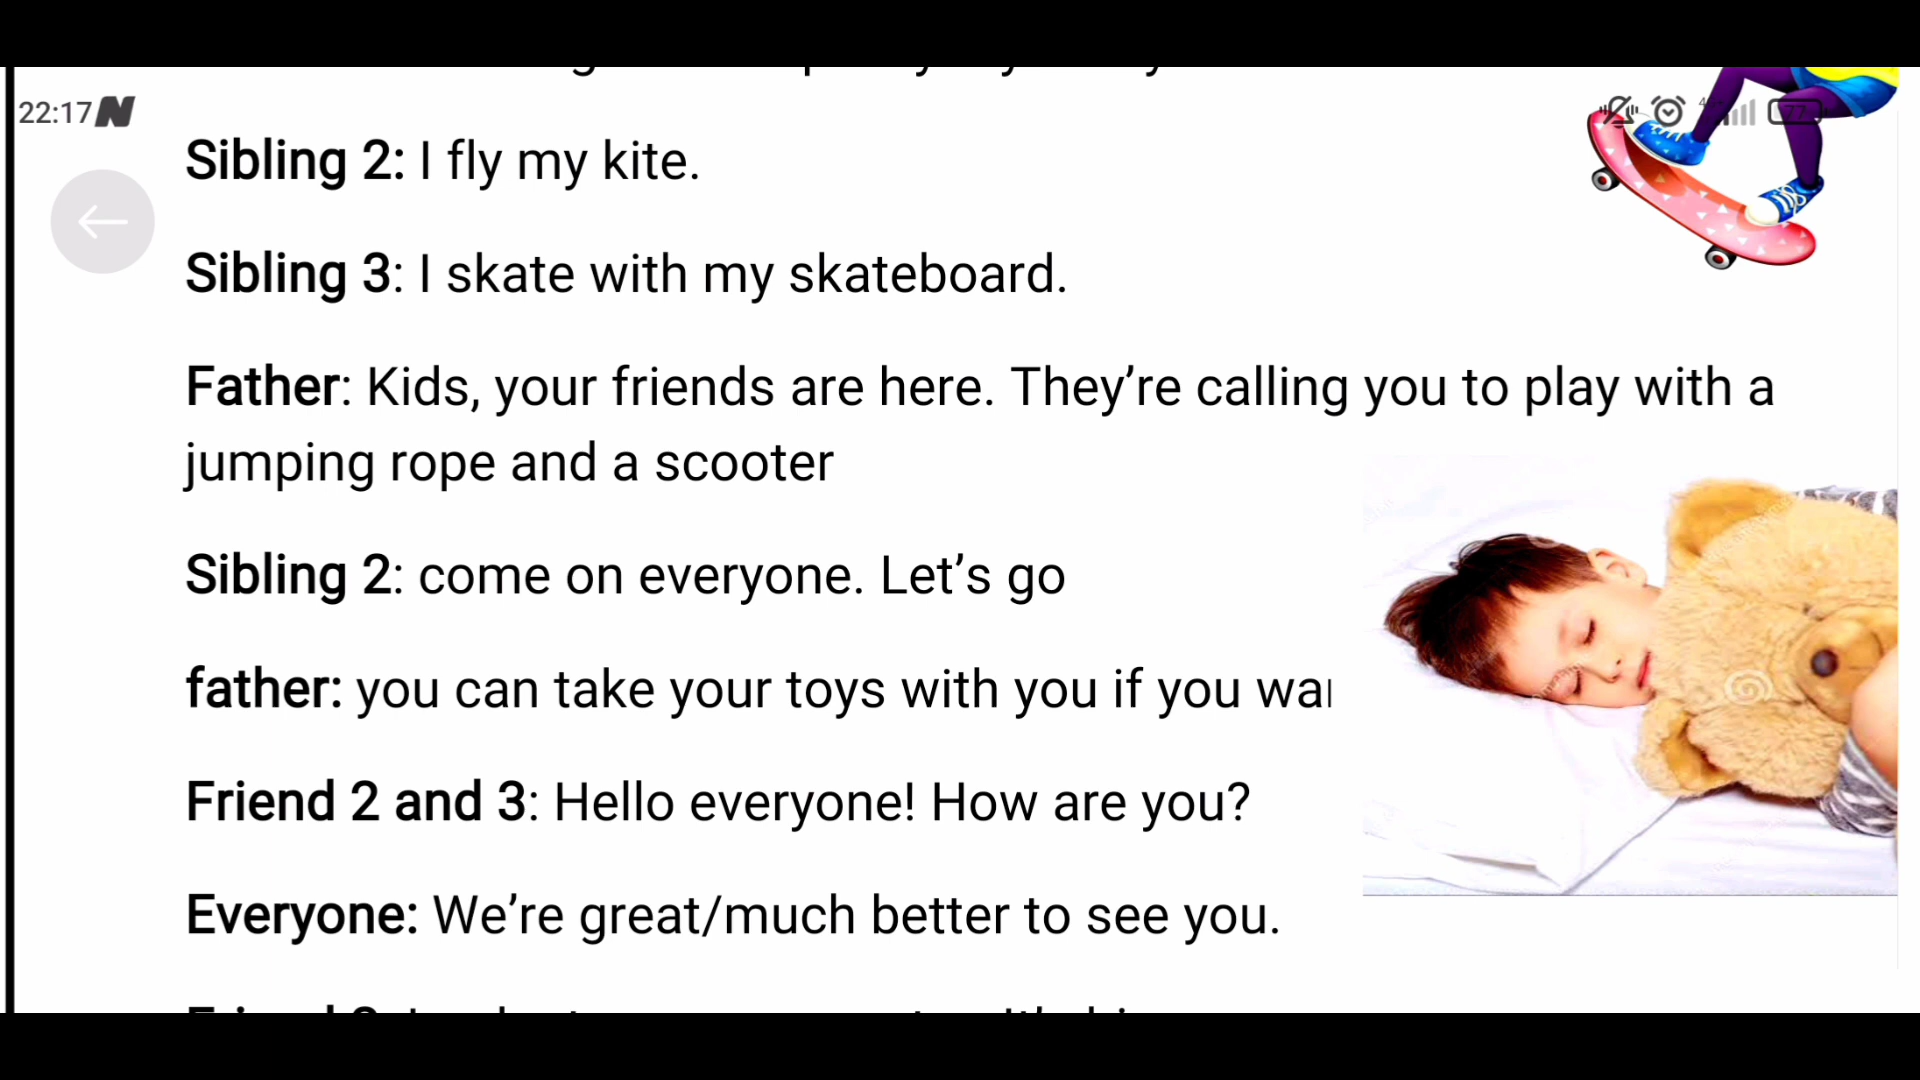 22:17
Sibling 2: I fly my kite.
Sibling 3: I skate with my skateboard.
Father: Kids, your friends are here. They’re calling you to play with a
jumping rope and a scooter
Sibling 2: come on everyone. Let’s go
father: you can take your toys with you if you
Friend 2 and 3: Hello everyone! How are you?
Everyone: We’re great/much better to see you.